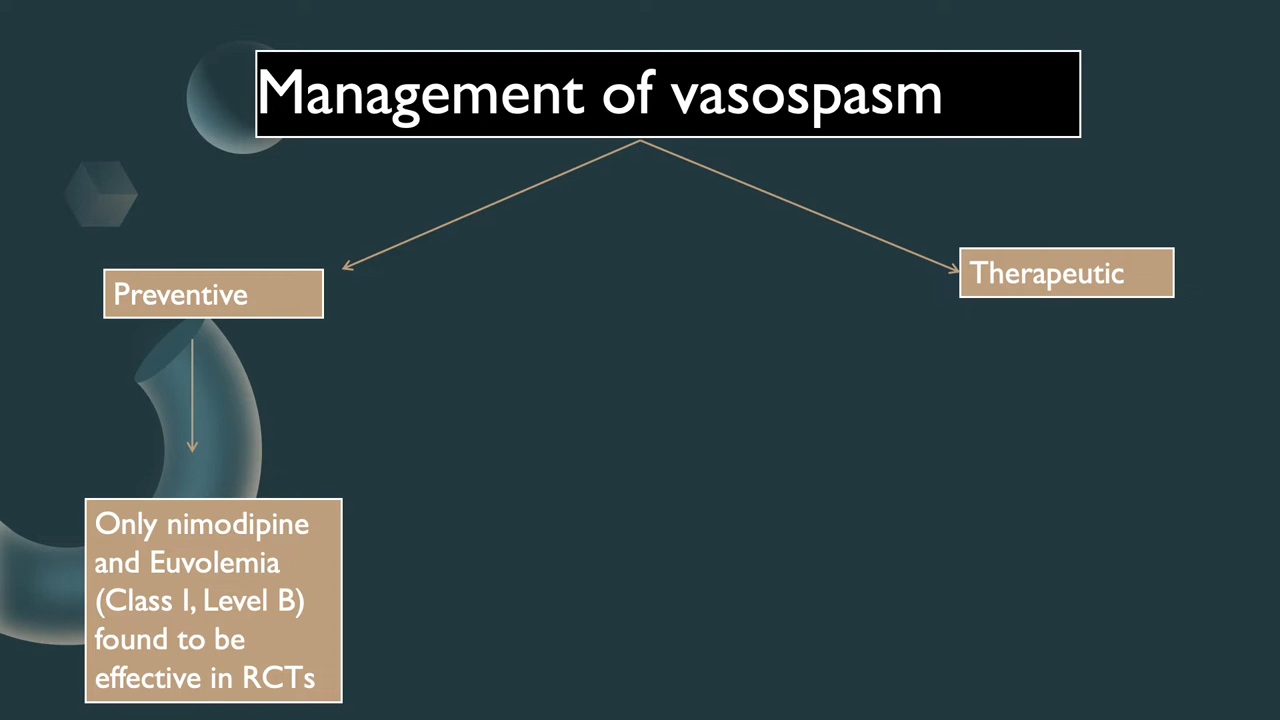 Management of vasospasm
Preventive
Therapeutic
Only nimodipine
and Euvolemia
(Class I, Level B)
found to be
effective in RCTs